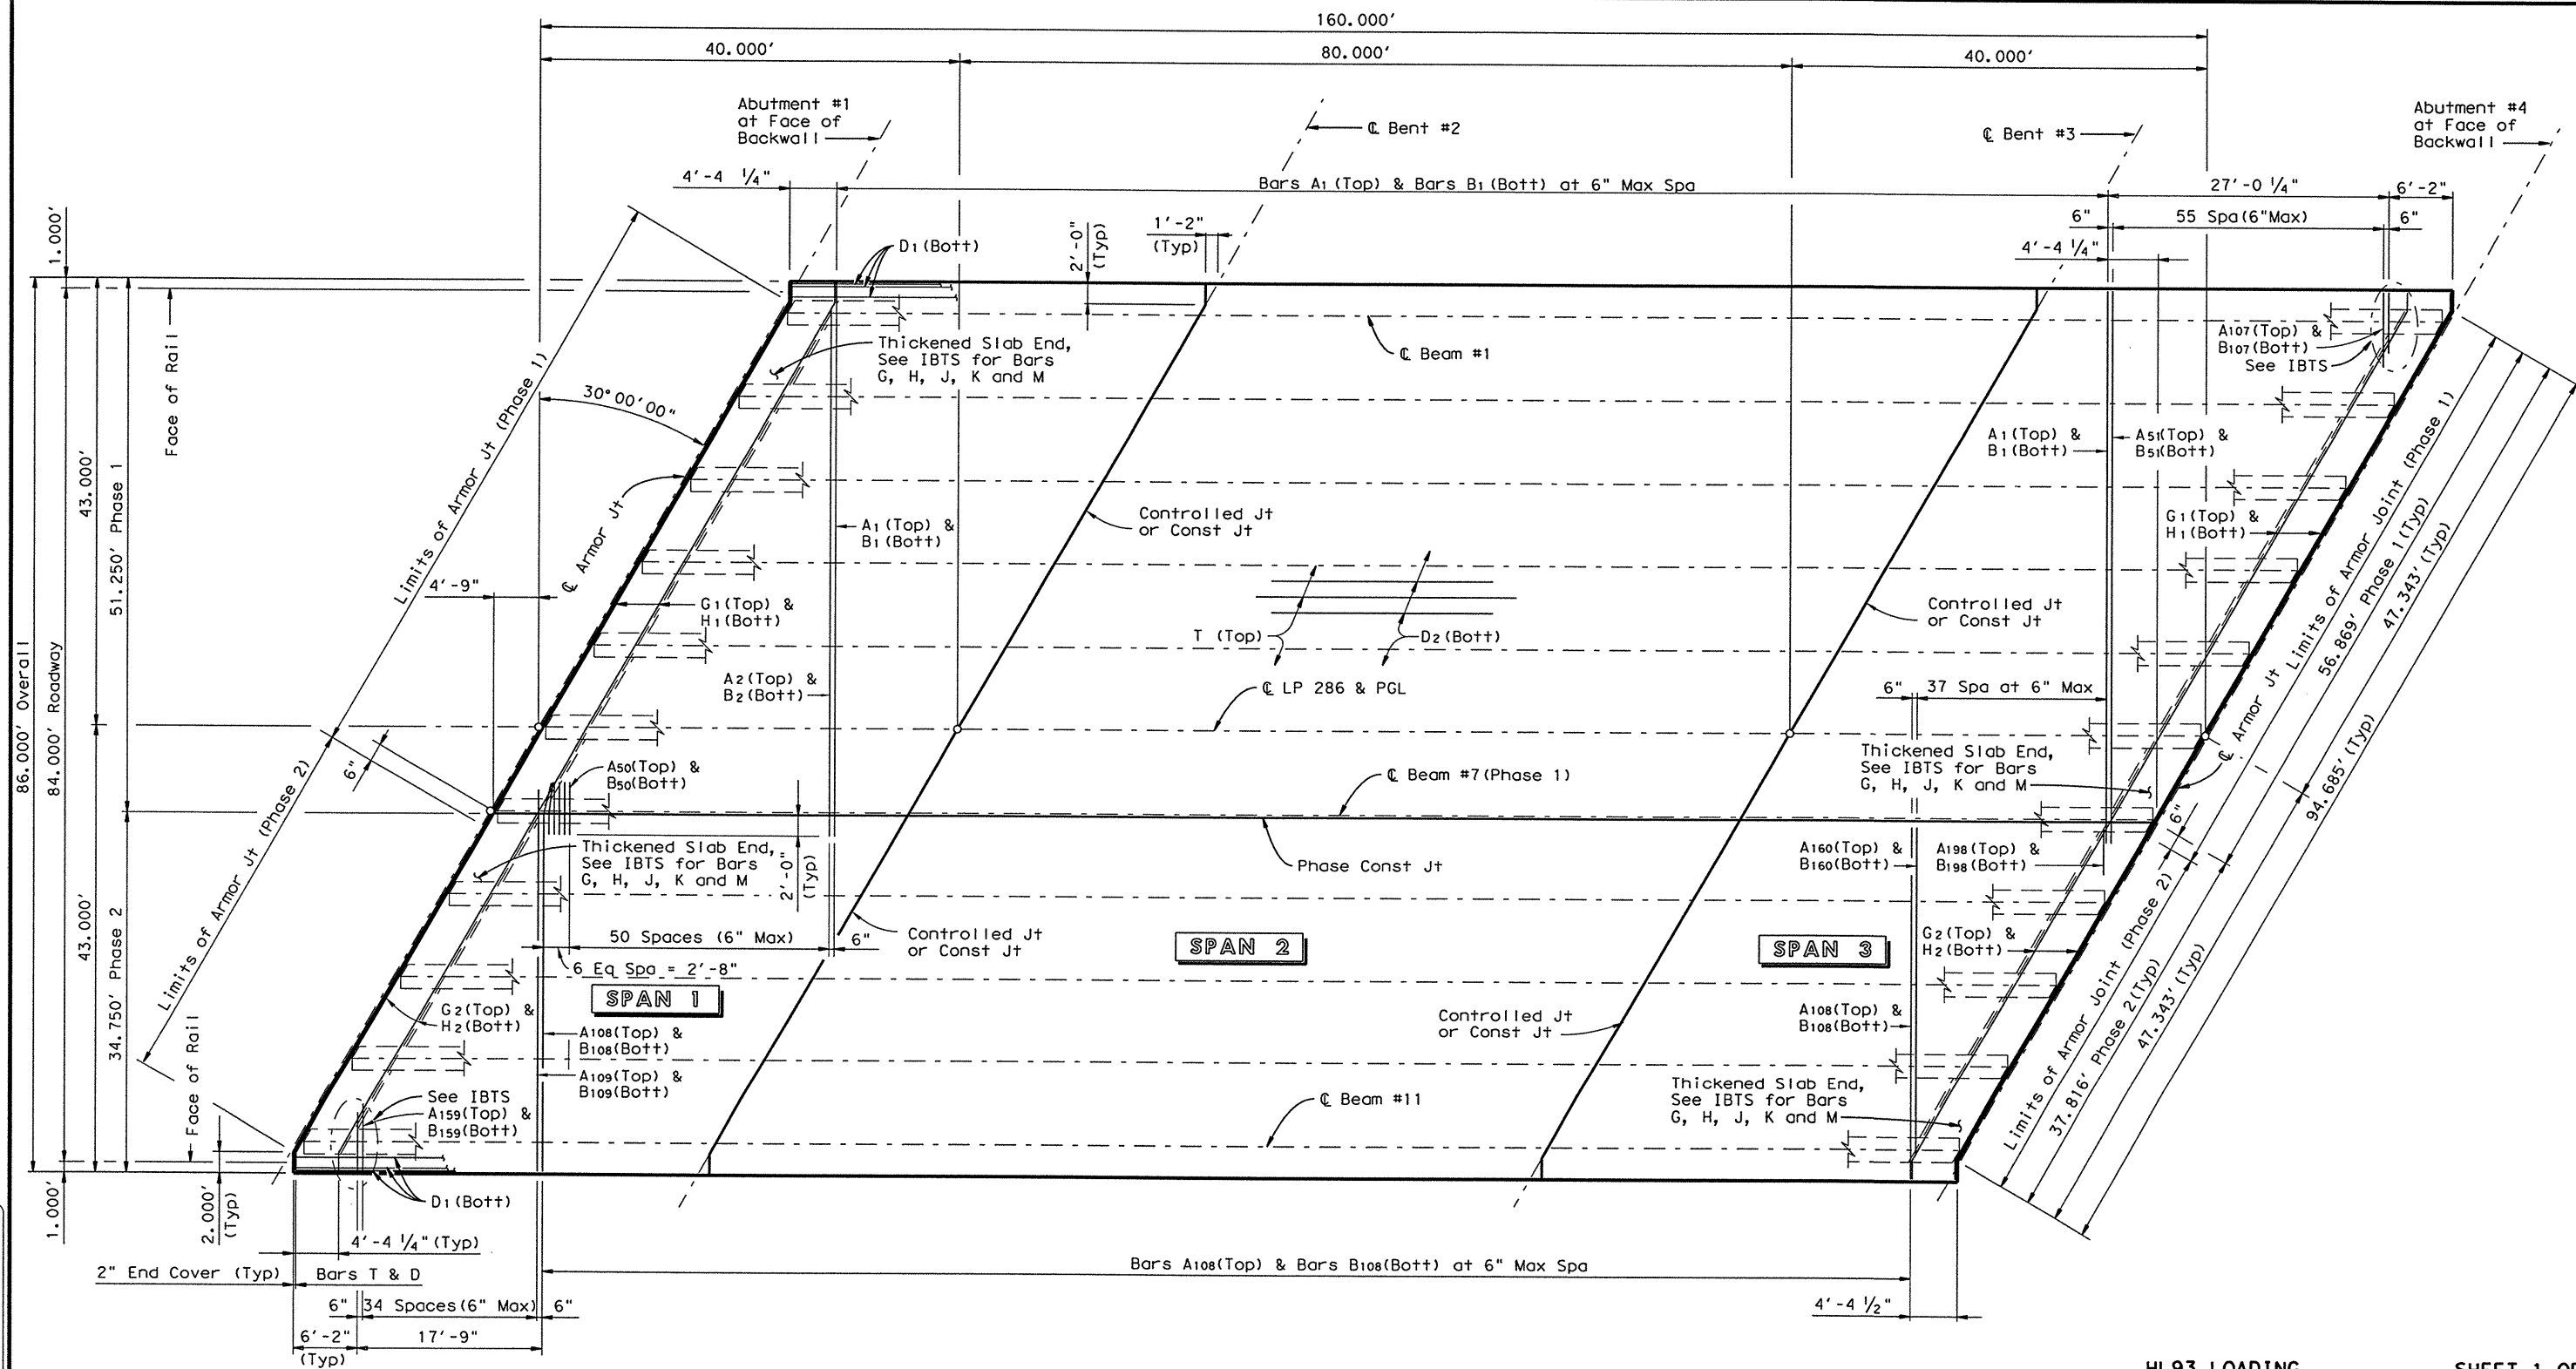 160.000'
40.000'
80.000'
40.000'
Abutment #1
at Face of
Backwall
℄ Bent #2
℄ Bent #3
Abutment #4
at Face of
Backwall
4'-4 1/4"
Bars A1 (Top) & Bars B1 (Bott) at 6" Max Spa
27'-0 1/4"
6'-2"
1'-2"
(Typ)
2'-0"
(Typ)
6"
55 Spa(6"Max)
6"
4'-4 1/4"
1.000'
D1(Bott)
Face of Rail
Limits of Armor Jt (Phase 1)
30°00'00"
Thickened Slab End,
See IBTS for Bars
G, H, J, K and M
℄ Beam #1
A107(Top) &
B107(Bott)
See IBTS
℄ Armor Jt
A1 (Top) &
B1 (Bott)
Controlled Jt
or Const Jt
A1(Top) &
B1(Bott)
A51(Top) &
B51(Bott)
G1(Top) &
H1(Bott)
4'-9"
G1(Top) &
H1(Bott)
T (Top)
D2(Bott)
Controlled Jt
or Const Jt
A2(Top) &
B2(Bott)
℄ LP 286 & PGL
6"
37 Spa at 6" Max
86.000' Overall
84.000' Roadway
43.000'
51.250' Phase 1
43.000'
34.750' Phase 2
6"
A50(Top) &
B50(Bott)
℄ Beam #7(Phase 1)
Thickened Slab End,
See IBTS for Bars
G, H, J, K and M
℄ Armor Jt
Limits of Armor Joint (Phase 1)
56.869' Phase 1(Typ)
47.343' (Typ)
94.685' (Typ)
Limits of Armor Jt (Phase 2)
Thickened Slab End,
See IBTS for Bars
G, H, J, K and M
2'-0"
(Typ)
Phase Const Jt
A160(Top) &
B160(Bott)
A198(Top) &
B198(Bott)
6"
50 Spaces (6" Max)
6"
6 Eq Spa = 2'-8"
Controlled Jt
or Const Jt
SPAN 1
SPAN 2
SPAN 3
G2(Top) &
H2(Bott)
G2(Top) &
H2(Bott)
A108(Top) &
B108(Bott)
A109(Top) &
B109(Bott)
Controlled Jt
or Const Jt
A108(Top) &
B108(Bott)
Limits of Armor Joint (Phase 2)
37.816' Phase 2(Typ)
47.343' (Typ)
Face of Rail
See IBTS
A159(Top) &
B159(Bott)
℄ Beam #11
Thickened Slab End,
See IBTS for Bars
G, H, J, K and M
1.000'
2.000'
(Typ)
D1(Bott)
4'-4 1/4"(Typ)
2" End Cover (Typ)
Bars T & D
Bars A108(Top) & Bars B108(Bott) at 6" Max Spa
6"
34 Spaces(6" Max)
6"
4'-4 1/2"
6'-2"
(Typ)
17'-9"
HL93 LOADING
SHEET 1 OF